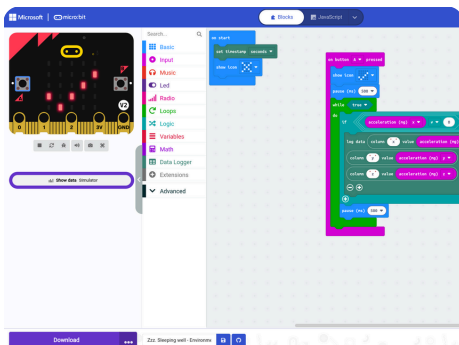 Microsoft
micro:bit
Blocks
JavaScript
V2
0 1 2 3V GND
Show data Simulator
Search...
Basic
Input
Music
Led
Radio
Loops
Logic
Variables
Math
Data Logger
Extensions
Advanced
on start
set timestamp seconds
show icon
on button A pressed
show icon
pause (ms) 500
while true
do
if acceleration (mg) x
log data column x value acceleration (mg)
column y value acceleration (mg) y
column value acceleration (mg) z
pause (ms) 500
Download
Zzz. Sleeping well - Environm